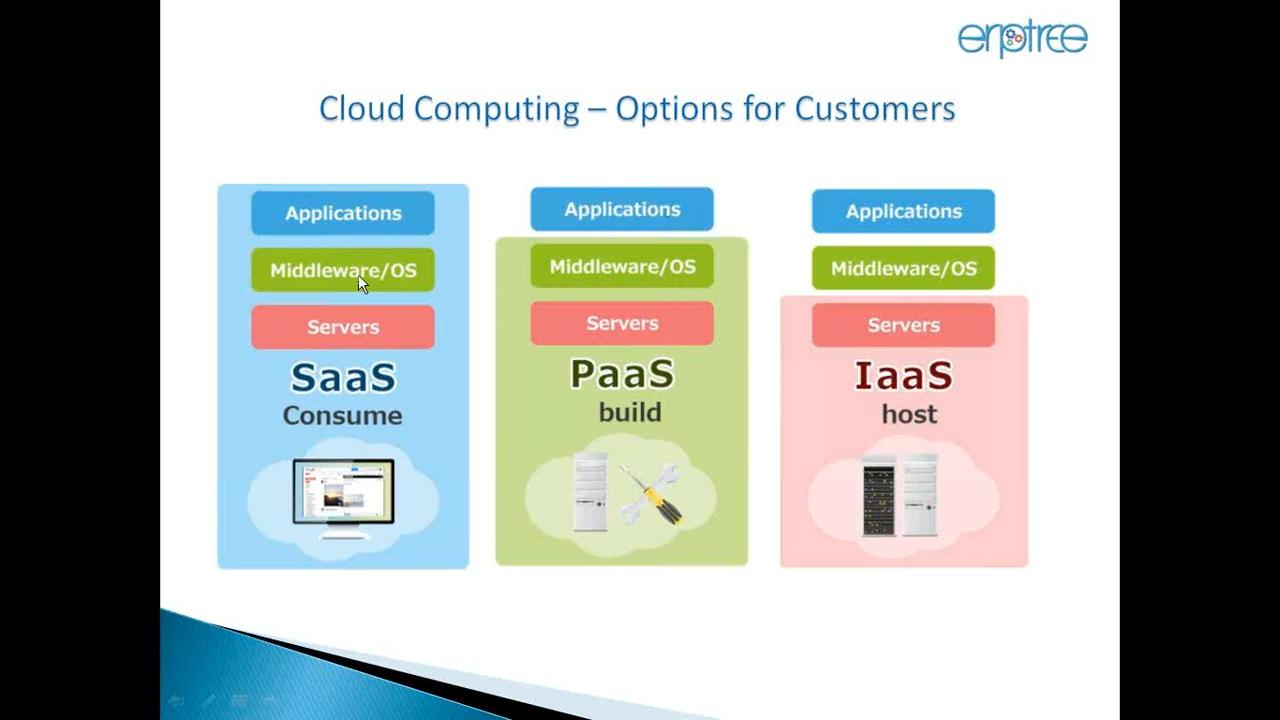 erptree
Cloud Computing – Options for Customers
Applications
Middleware/OS
Servers
SaaS
Consume
Applications
Middleware/OS
Servers
PaaS
build
Applications
Middleware/OS
Servers
IaaS
host